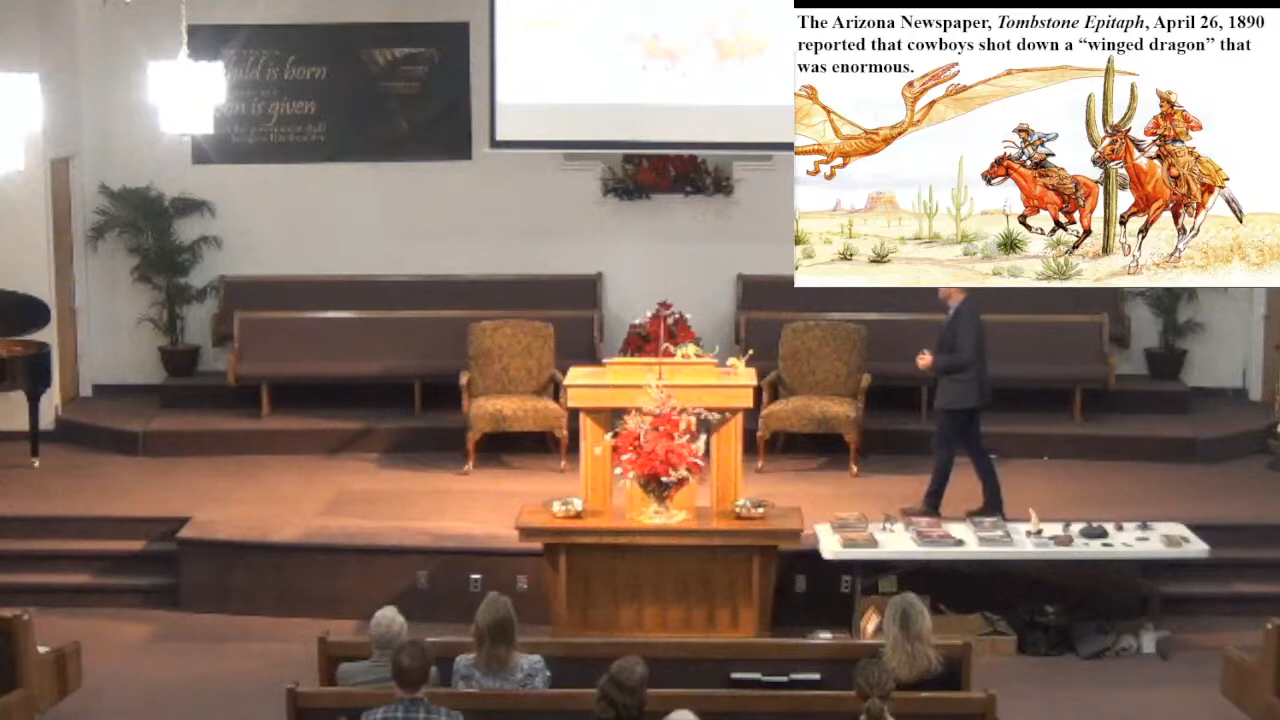 The Arizona Newspaper, Tombstone Epitaph, April 26, 1890
reported that cowboys shot down a “winged dragon” that
was enormous.
is born
is given